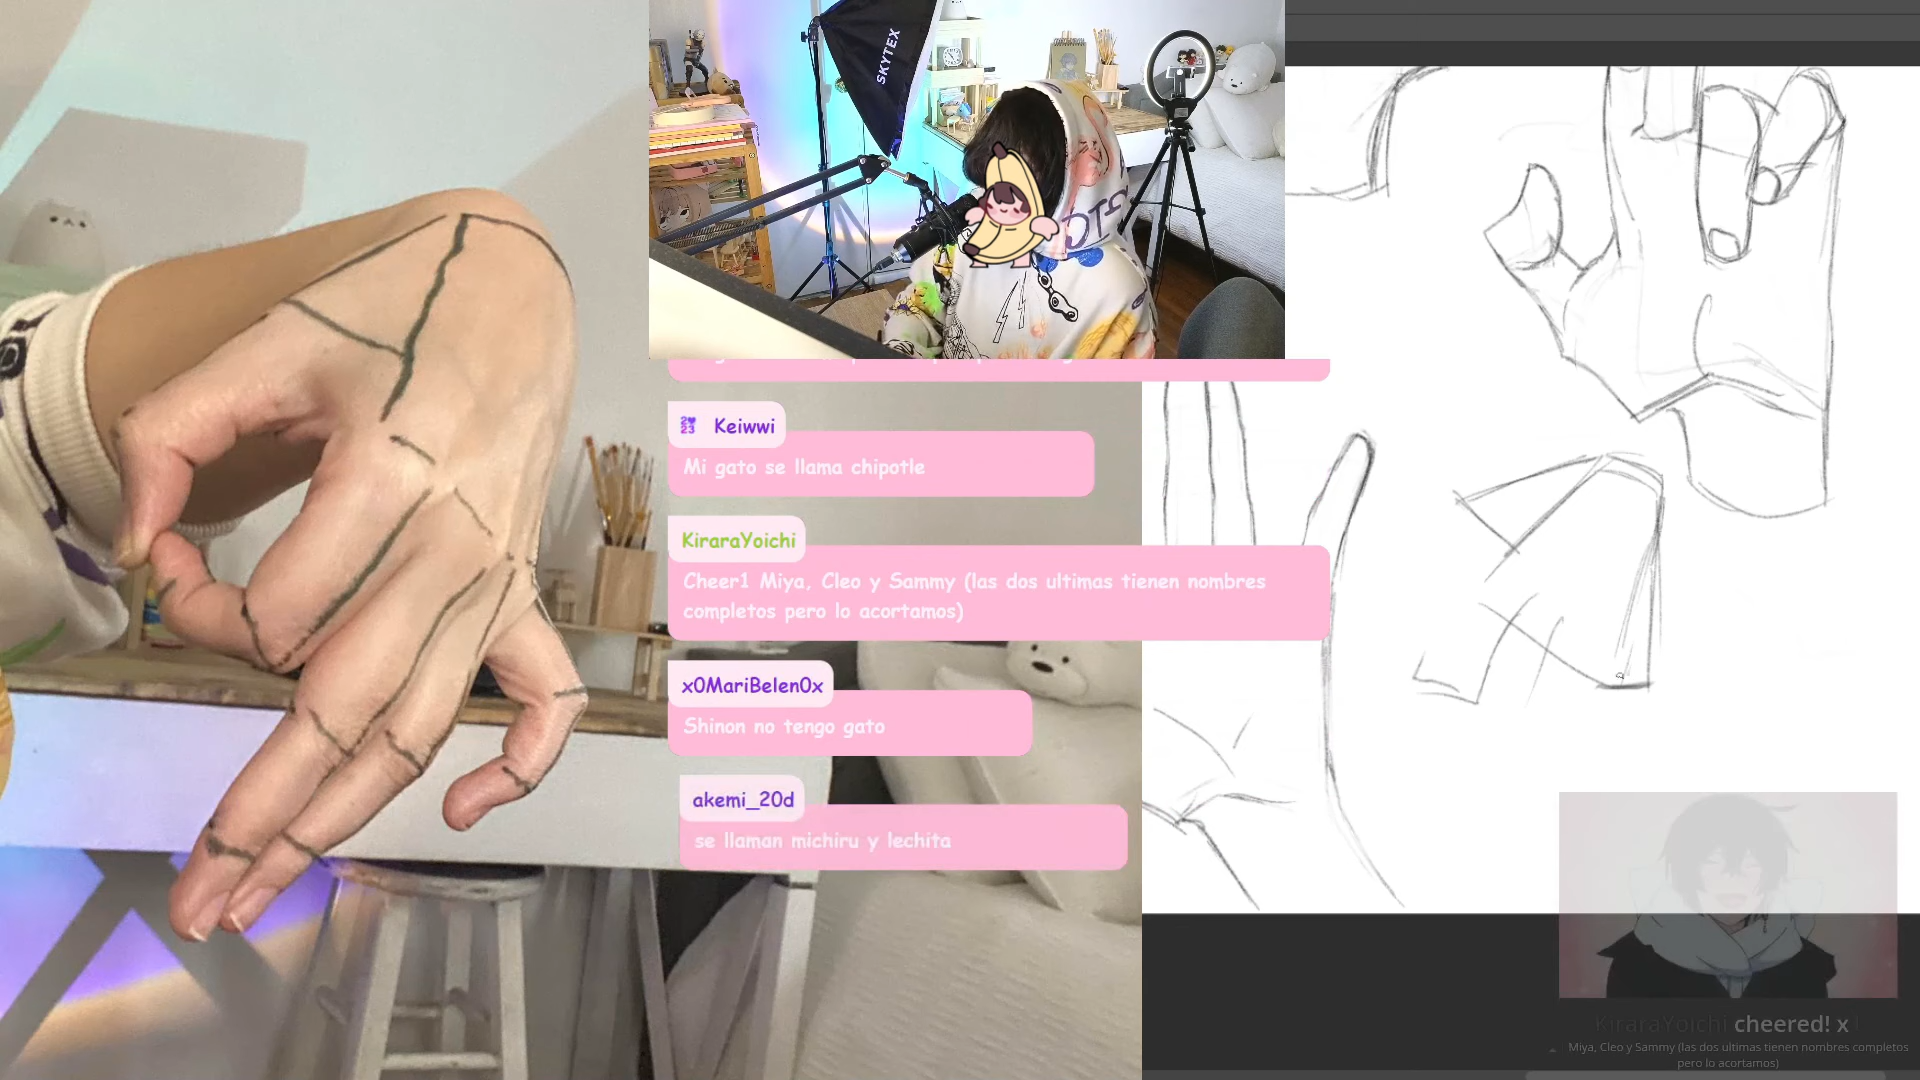 SKYTEX
Keiwwi
Mi gato se llama chipotle
KiraraYoichi
Cheer1 Miya, Cleo y Sammy (las dos ultimas tienen nombres
completos pero lo acortamos)
x0MariBelen0x
Shinon no tengo gato
akemi_20d
se llaman michiru y lechita
KiraraYoichi cheered! x
Miya, Cleo y Sammy (las dos ultimas tienen nombres completos
pero lo acortamos)